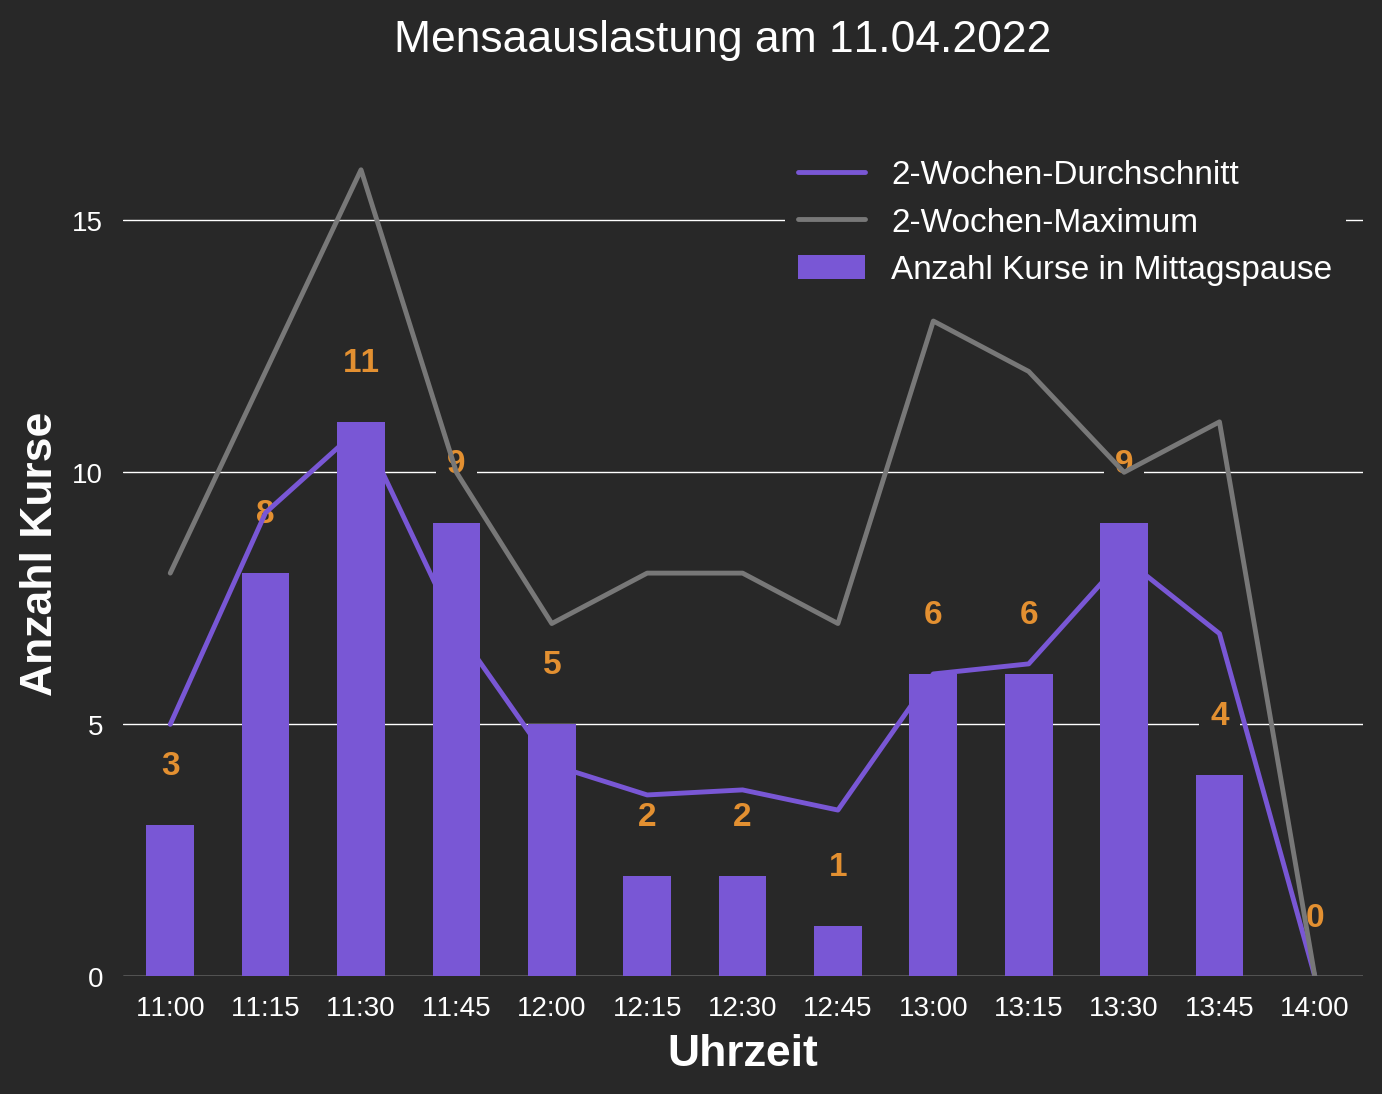 Mensaauslastung am 11.04.2022
2-Wochen-Durchschnitt
2-Wochen-Maximum
Anzahl Kurse in Mittagspause
Anzahl Kurse
15
10
5
0
3
8
11
9
5
2
2
1
6
6
9
4
0
11:00 11:15 11:30 11:45 12:00 12:15 12:30 12:45 13:00 13:15 13:30 13:45 14:00
Uhrzeit